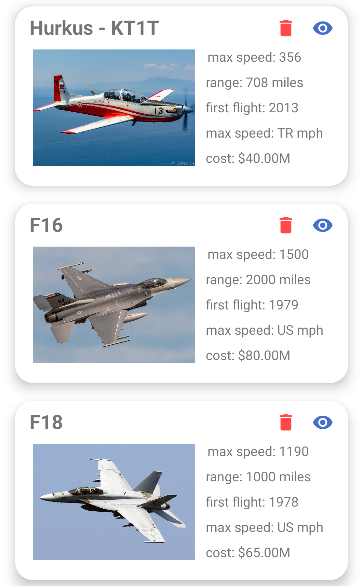 Hurkus - KT1T
max speed: 356
range: 708 miles
first flight: 2013
max speed: TR mph
cost: $40.00M
13
F16
max speed: 1500
range: 2000 miles
first flight: 1979
max speed: US mph
cost: $80.00M
F18
max speed: 1190
range: 1000 miles
first flight: 1978
max speed: US mph
cost: $65.00M